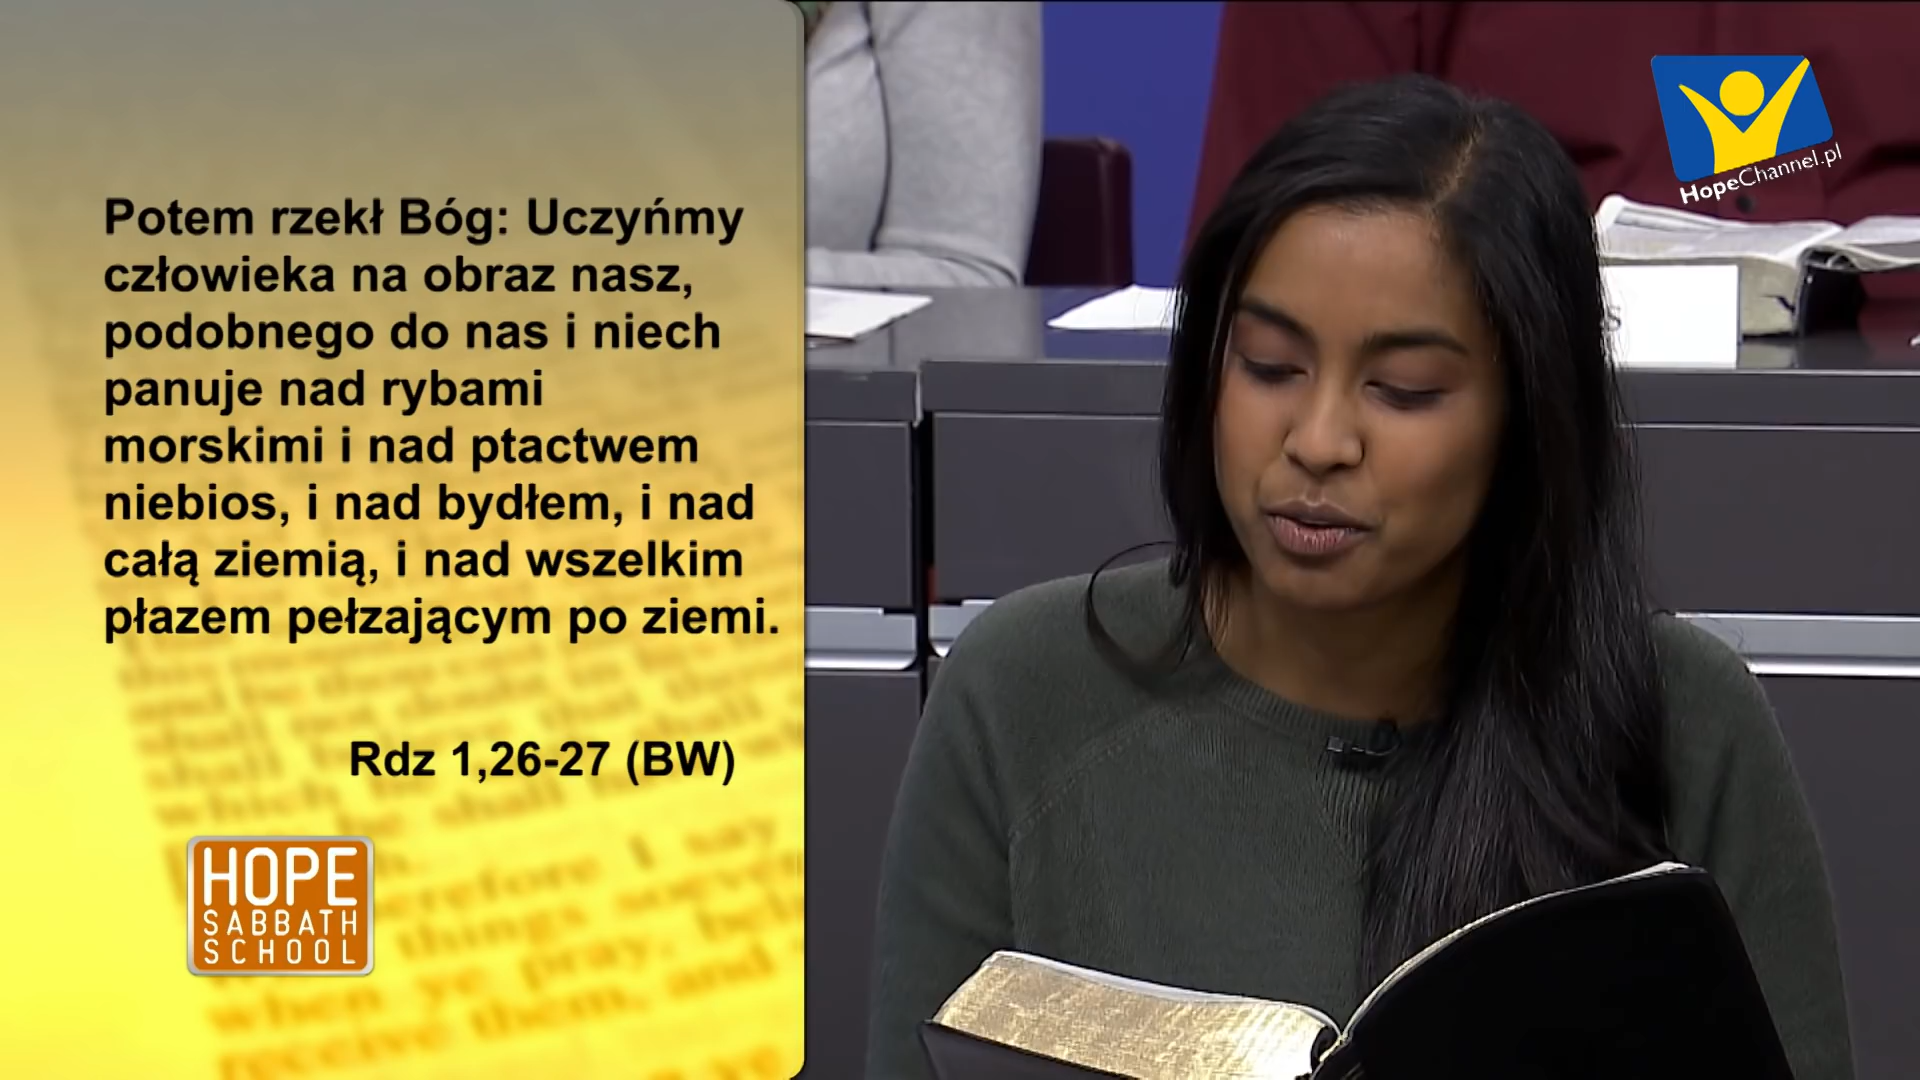 Potem rzekł Bóg: Uczyńmy
człowieka na obraz nasz,
podobnego do nas i niech
panuje nad rybami
morskimi i nad ptactwem
niebios, i nad bydłem, i nad
całą ziemią, i nad wszelkim
płazem pełzającym po ziemi.
Rdz 1,26-27 (BW)
HOPE
SABBATH
SCHOOL
HopeChannel.pl